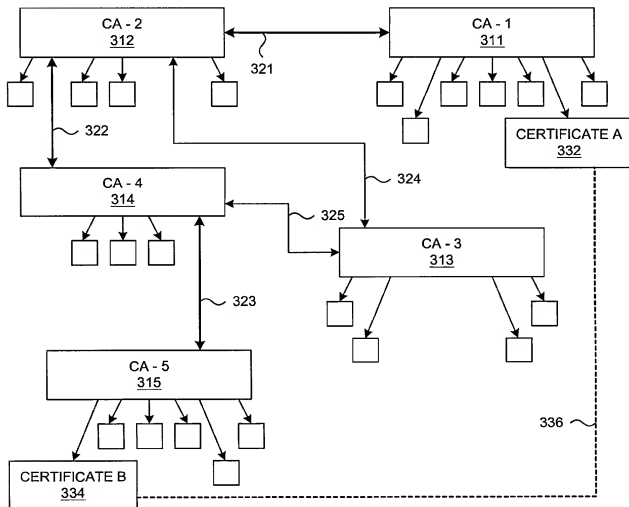 CA - 2
312
CA - 1
311
321
322
CERTIFICATE A
332
324
CA - 4
314
325
CA - 3
313
323
CA - 5
315
336
CERTIFICATE B
334